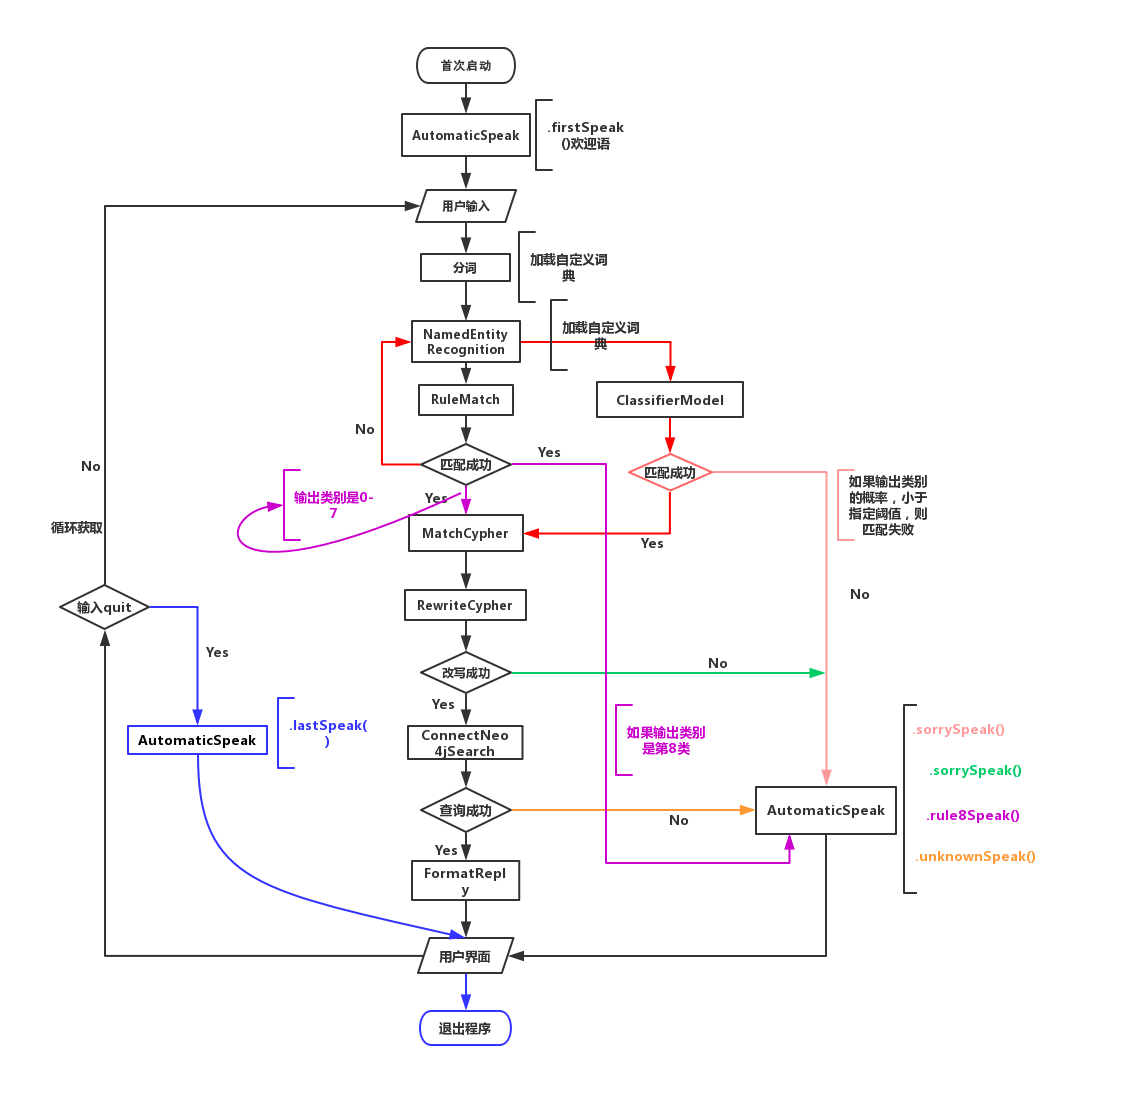 首次启动
AutomaticSpeak
.firstSpeak
()欢迎语
用户输入
分词
加载自定义词
典
NamedEntity
Recognition
加载自定义词
典
RuleMatch
ClassifierModel
No
匹配成功
Yes
匹配成功
No
Yes
输出类别是0-
7
如果输出类别
的概率，小于
指定阈值，则
匹配失败
循环获取
MatchCypher
Yes
输入quit
RewriteCypher
No
Yes
改写成功
No
Yes
.lastSpeak(
)
AutomaticSpeak
ConnectNeo
4jSearch
如果输出类别
是第8类
.sorrySpeak()
.sorrySpeak()
查询成功
No
AutomaticSpeak
.rule8Speak()
Yes
.unknownSpeak()
FormatRepl
y
用户界面
退出程序